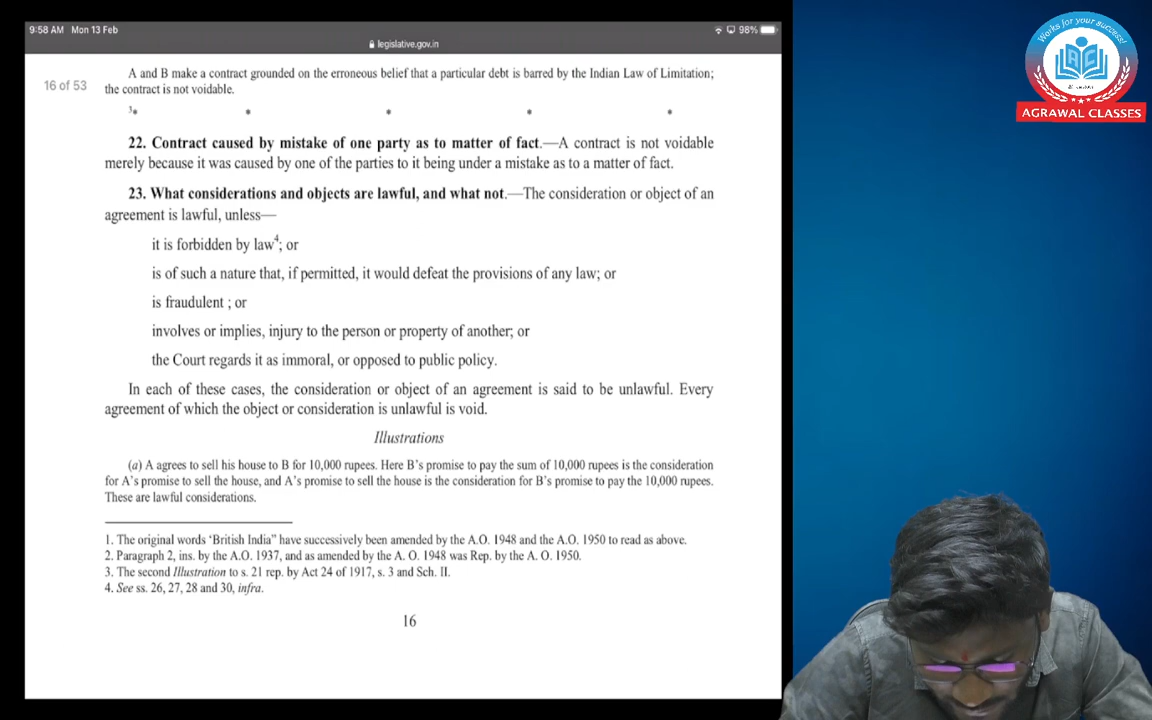 9:58 AM Mon 13 Feb
98%
legislative.gov.in
16 of 53
A and B make a contract grounded on the erroneous belief that a particular debt is barred by the Indian Law of Limitation;
the contract is not voidable.
3* * * * *
22. Contract caused by mistake of one party as to matter of fact.—A contract is not voidable
merely because it was caused by one of the parties to it being under a mistake as to a matter of fact.
23. What considerations and objects are lawful, and what not.—The consideration or object of an
agreement is lawful, unless—
it is forbidden by law4; or
is of such a nature that, if permitted, it would defeat the provisions of any law; or
is fraudulent ; or
involves or implies, injury to the person or property of another; or
the Court regards it as immoral, or opposed to public policy.
In each of these cases, the consideration or object of an agreement is said to be unlawful. Every
agreement of which the object or consideration is unlawful is void.
Illustrations
(a) A agrees to sell his house to B for 10,000 rupees. Here B's promise to pay the sum of 10,000 rupees is the consideration
for A's promise to sell the house, and A's promise to sell the house is the consideration for B's promise to pay the 10,000 rupees.
These are lawful considerations.
1. The original words 'British India" have successively been amended by the A.O. 1948 and the A.O. 1950 to read as above.
2. Paragraph 2, ins. by the A.O. 1937, and as amended by the A. O. 1948 was Rep. by the A. O. 1950.
3. The second Illustration to s. 21 rep. by Act 24 of 1917, s. 3 and Sch. II.
4. See ss. 26, 27, 28 and 30, infra.
16
Works for your success!
AC
AGRAWAL CLASSES